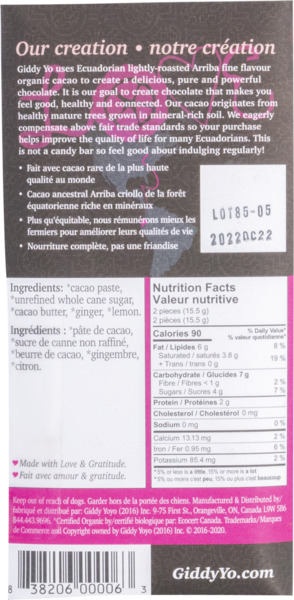 Our creation • notre création
Giddy Yo uses Ecuadorian lightly-roasted Arriba fine flavour
organic cacao to create a delicious, pure and powerful
chocolate. It is our goal to create chocolate that makes you
feel good, healthy and connected. Our cacao originates from
healthy mature trees grown in mineral-rich soil. We eagerly
compensate above fair trade standards so your purchase
helps improve the quality of life for many Ecuadorians. This
is not a candy bar so feel good about indulging regularly!
• Fait avec cacao rare de la plus haute
qualité au monde
• Cacao ancestral Arriba criollo de la forêt
équatorienne riche en minéraux
• Plus qu'équitable, nous rémunérons mieux les
fermiers pour améliorer leurs qualités de vie
• Nourriture complète, pas une friandise
LOT85-05
2022DC22
Ingredients: *cacao paste,
*unrefined whole cane sugar,
*cacao butter, *ginger, *lemon.
Ingrédients : *pâte de cacao,
*sucre de canne non raffiné,
*beurre de cacao, *gingembre,
*citron.
♥Made with Love & Gratitude.
• Fait avec amour & gratitude.
Nutrition Facts
Valeur nutritive
2 pieces (15.5 g)
2 pièces (15.5 g)
Calories 90
% Daily Value*
% valeur quotidienne*
Fat / Lipides 6 g 8 %
Saturated / saturés 3.8 g
+ Trans / trans 0 g 19 %
Carbohydrate / Glucides 7 g
Fibre / Fibres < 1 g 2 %
Sugars / Sucres 4 g 7 %
Protein / Protéines 2 g
Cholesterol / Cholestérol 0 mg
Sodium 0 mg 0 %
Calcium 13.13 mg 2 %
Iron / Fer 0.95 mg 6 %
Potassium 85.4 mg 2 %
*5% or less is a little, 15% or more is a lot
*5% ou moins c'est peu, 15% ou plus c'est beaucoup
Keep out of reach of dogs. Garder hors de la portée des chiens. Manufactured & Distributed by/
fabriqué et distribué par: Giddy Yoyo (2016) Inc. 9-75 First St., Orangeville, ON, Canada L9W 5B6
B44.443.9696. *Certified Organic by/certifié biologique par: Ecocert Canada. Trademarks/Marques
de Commerce and Copyright owned by Giddy Yoyo (2016) Inc. © 2016-2020.
8 38206 00006 3
GiddyYo.com